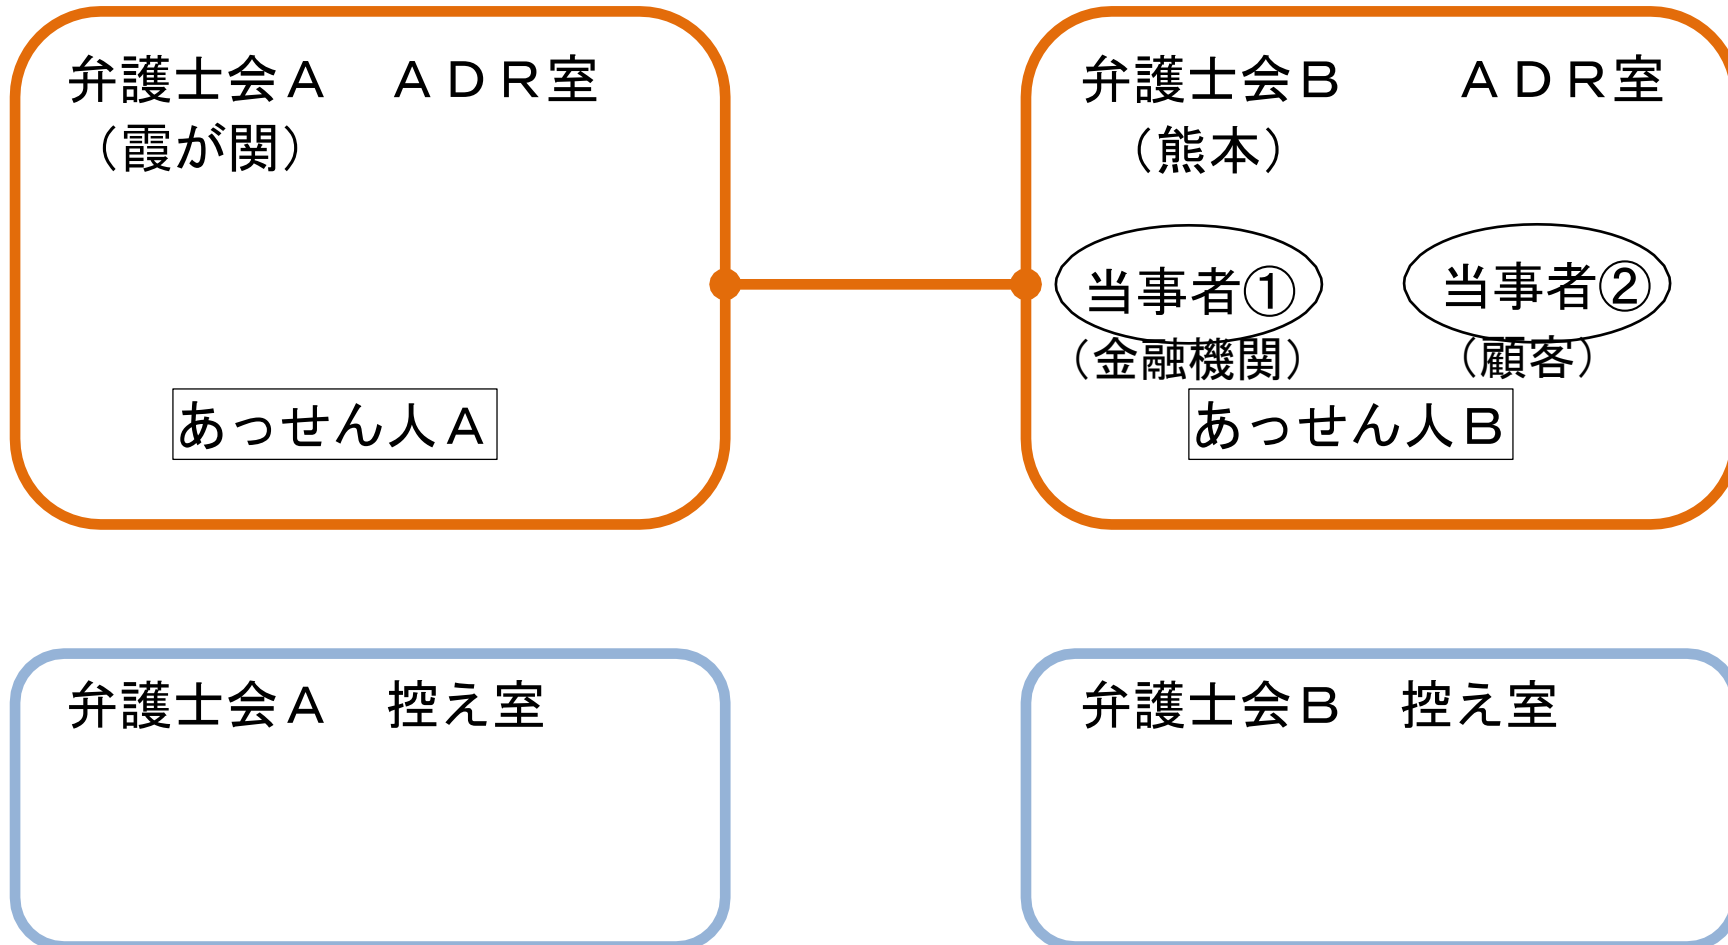 弁護士会A　ADR室
（霞が関）
あっせん人A
弁護士会B　　ADR室
（熊本）
当事者①
（金融機関）
当事者②
（顧客）
あっせん人B
弁護士会A　控え室
弁護士会B　控え室